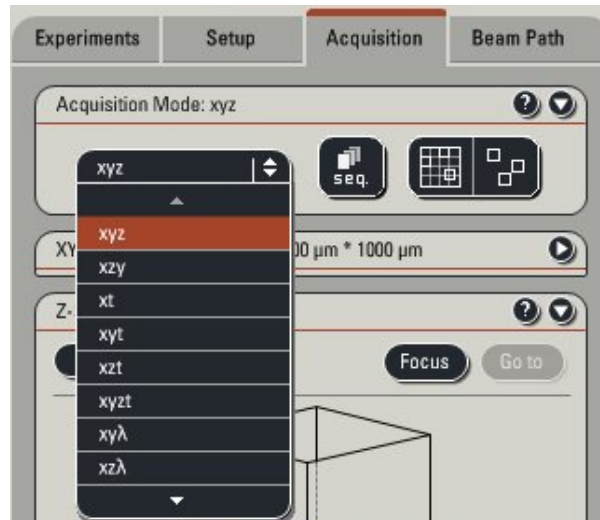 Experiments Setup Acquisition Beam Path
Acquisition Mode: xyz
xyz
seq.
xyz
XY
µm * 1000 µm
xzy
xt
Z-
xyt
xzt
Focus
Go to
xyzt
xyλ
xzλ